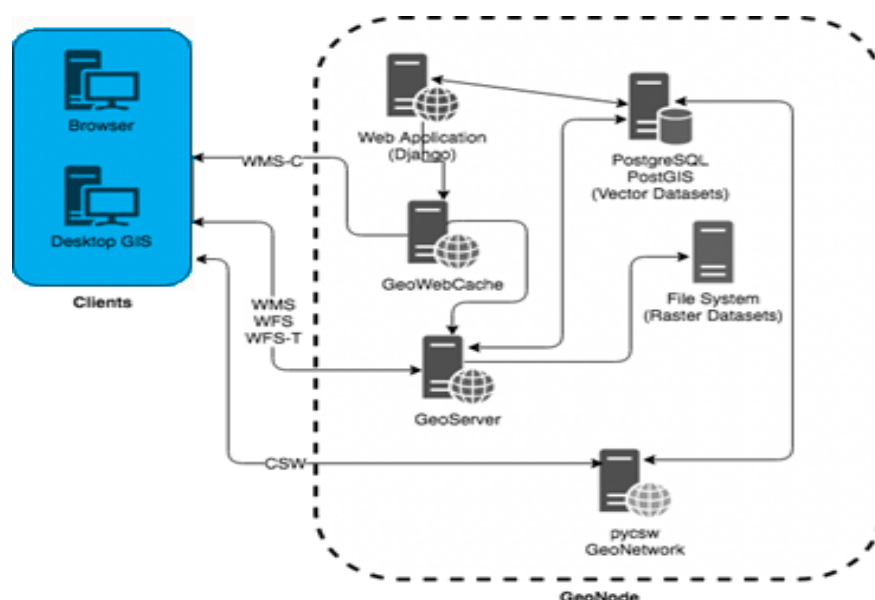 Browser
Desktop GIS
Clients
WMS-C
WMS
WFS
WFS-T
CSW
Web Application
(Django)
PostgreSQL
PostGIS
(Vector Datasets)
GeoWebCache
File System
(Raster Datasets)
GeoServer
pycsw
GeoNetwork
GeoNode